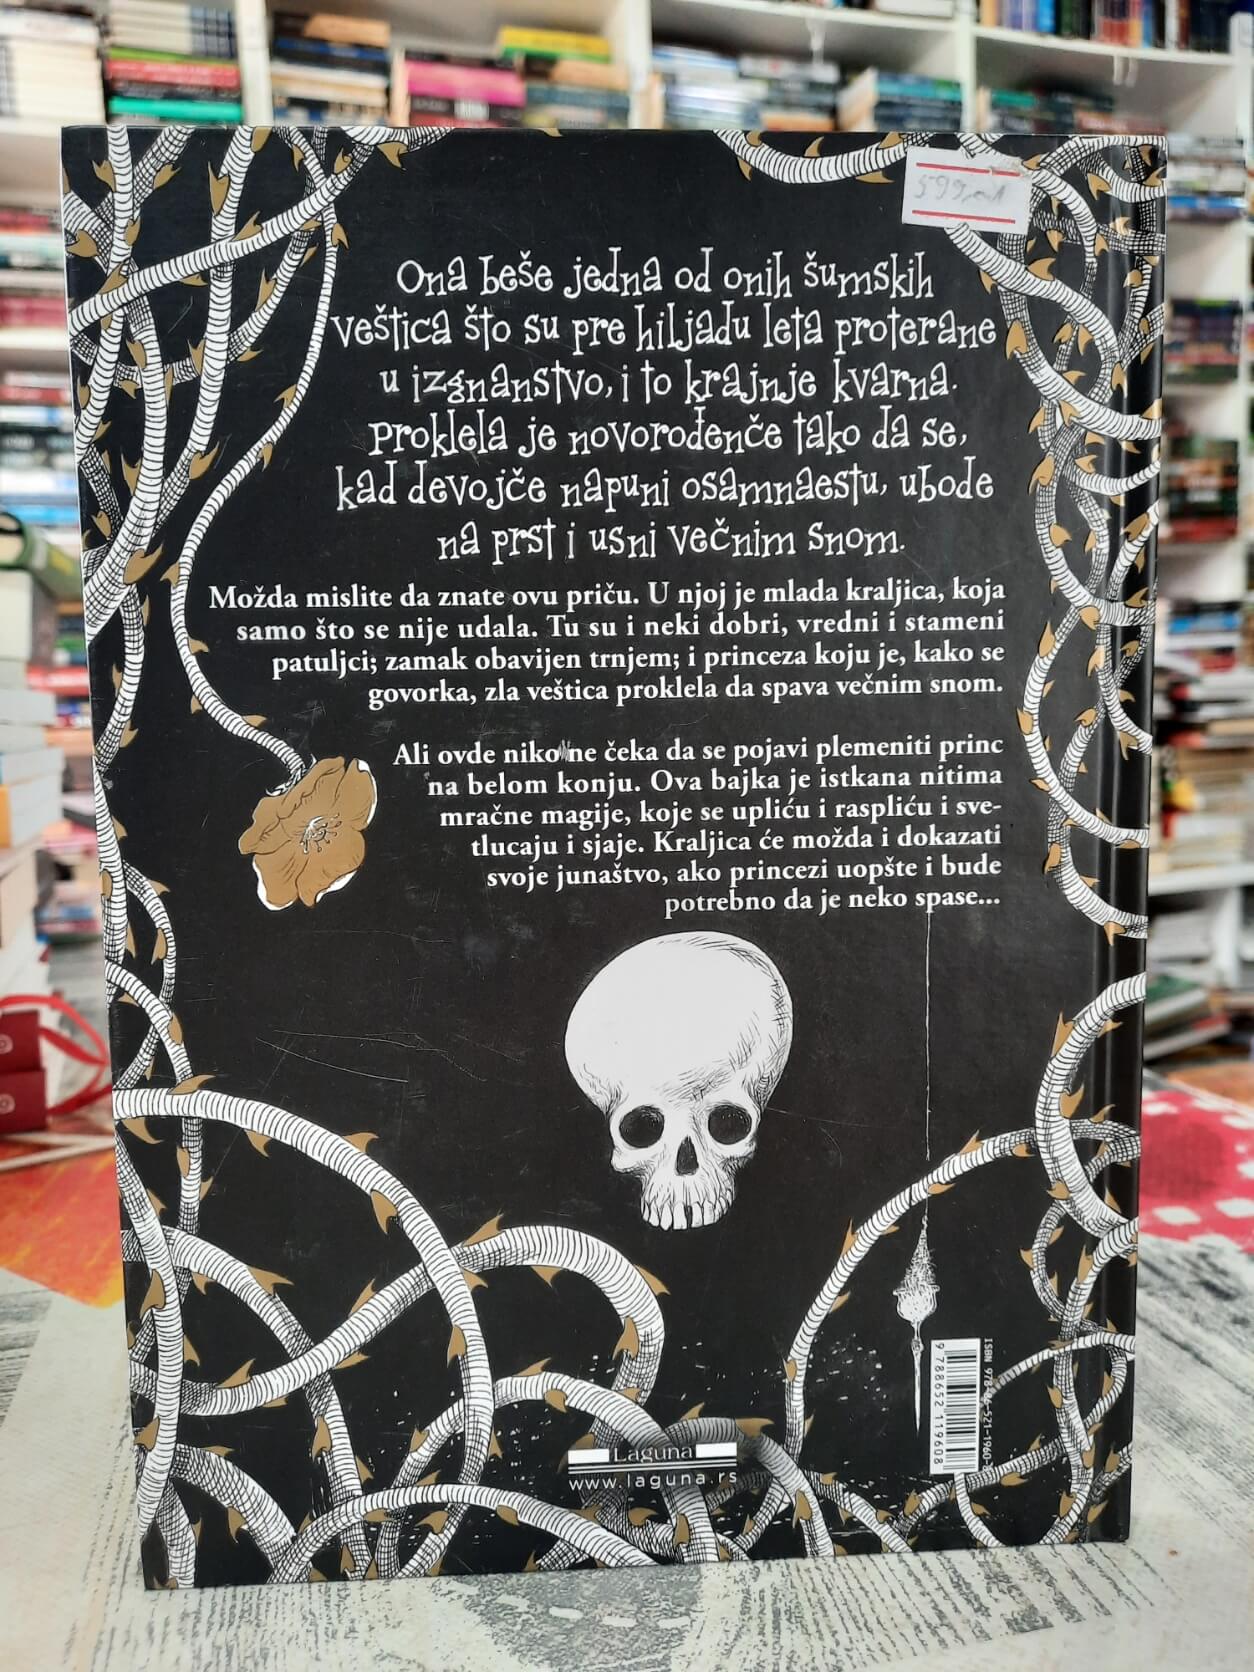 Ona beše jedna od onih šumskih
veštica što su pre hiljadu leta proterane
u izgnanstvo, i to krajnje kvarna.
Proklela je novorođenče tako da se,
kad devojče napuni osamnaestu, ubode
na prst i usni večnim snom.
Možda mislite da znate ovu priču. U njoj je mlada kraljica, koja
samo što se nije udala. Tu su i neki dobri, vredni i stameni
patuljci; zamak obavijen trnjem; i princeza koju je, kako se
govorka, zla veštica proklela da spava večnim snom.
Ali ovde niko ne čeka da se pojavi plemeniti princ
na belom konju. Ova bajka je istkana nitima
mračne magije, koje se upliću i raspliću i sve-
tlucaju i sjaje. Kraljica će možda i dokazati
svoje junaštvo, ako princezi uopšte i bude
potrebno da je neko spase...
Laguna
www.laguna.rs
9788652119608